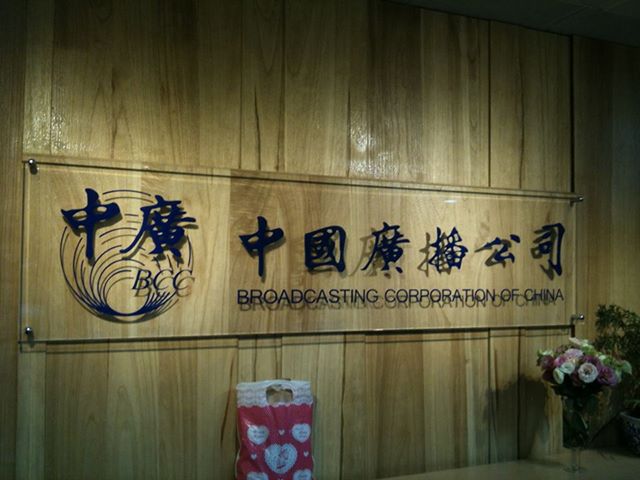 中廣
BCC
中國廣播公司
BROADCASTING CORPORATION OF CHINA